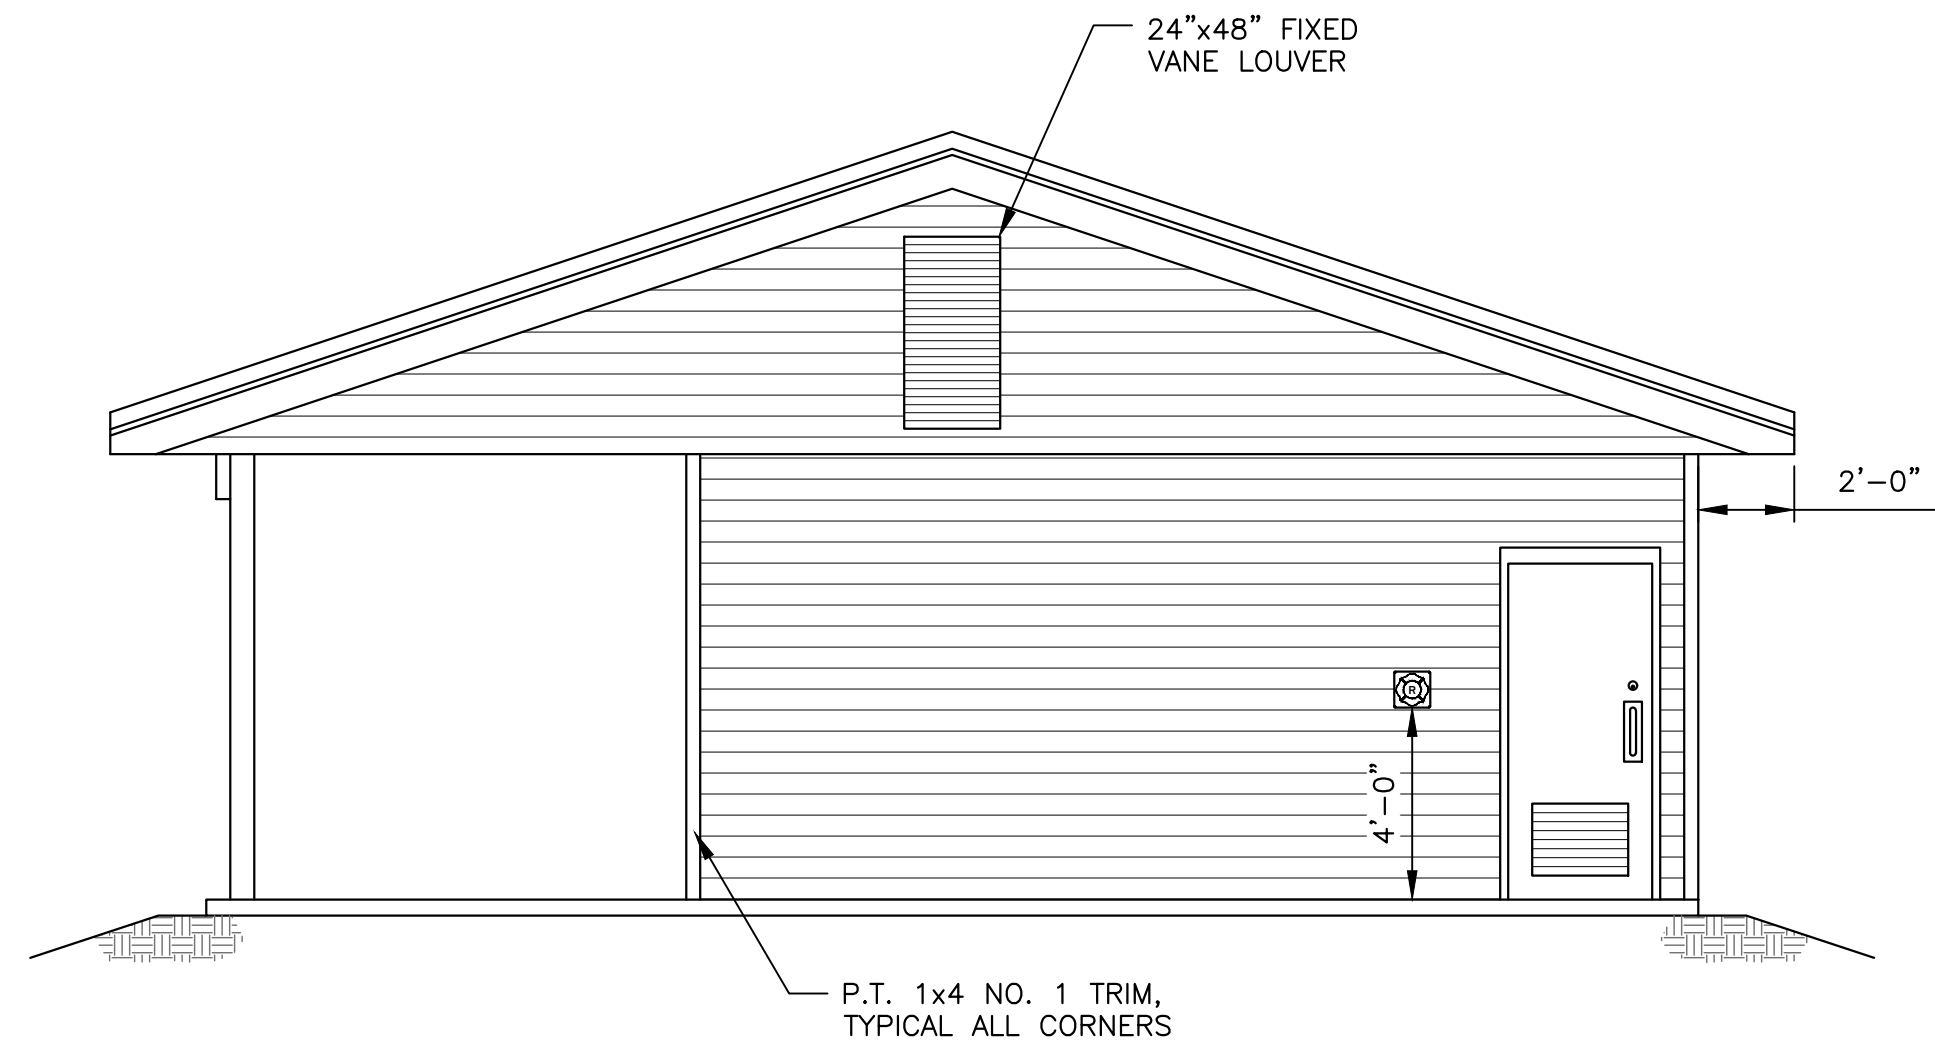 24”x48” FIXED
VANE LOUVER
2’-0”
R
4’-0”
P.T. 1x4 NO. 1 TRIM,
TYPICAL ALL CORNERS